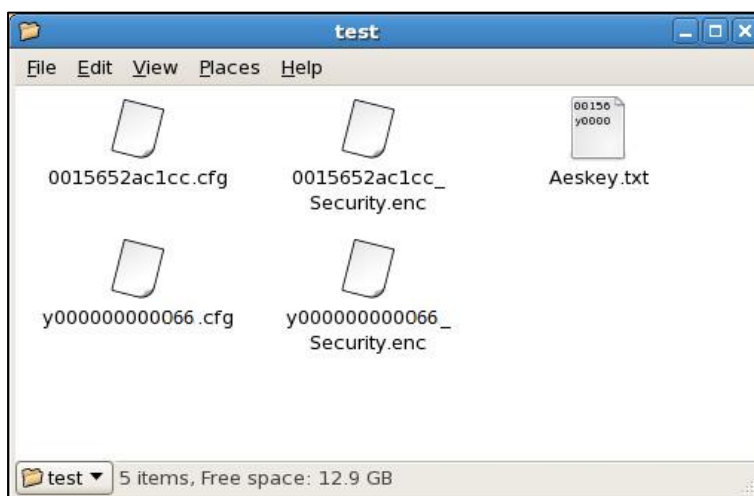 test
File Edit View Places Help
00156
y0000
0015652ac1cc.cfg
0015652ac1cc_
Security.enc
Aeskey.txt
y000000000066.cfg
y000000000066_
Security.enc
test 5 items, Free space: 12.9 GB